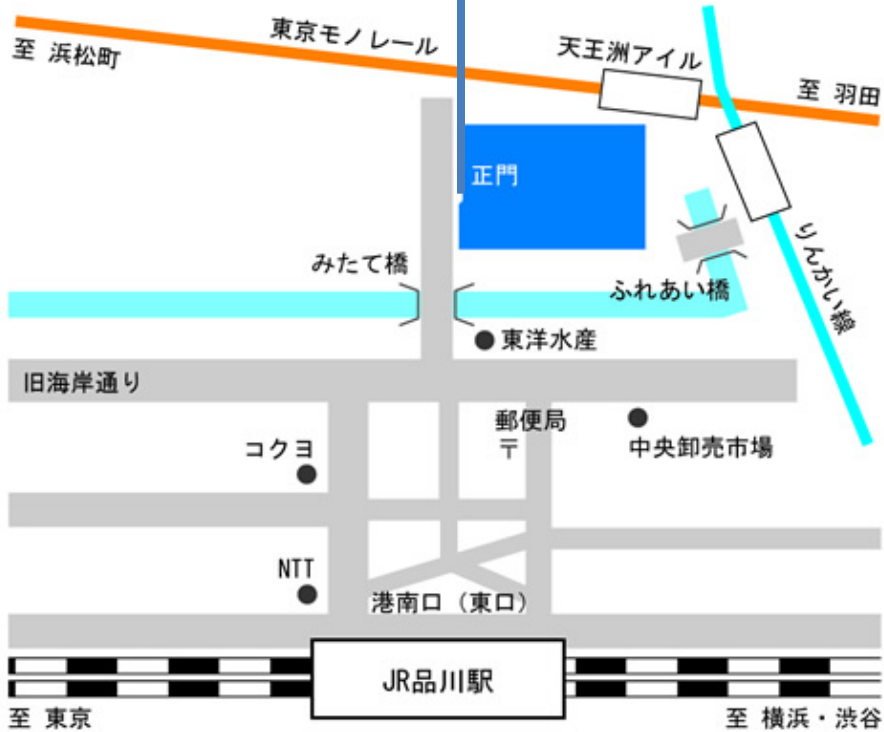 東京モノレール
至 浜松町
天王洲アイル
至 羽田
正門
りんかい線
みたて橋
ふれあい橋
東洋水産
旧海岸通り
郵便局
〒
コクヨ
中央卸売市場
NTT
港南口（東口）
JR品川駅
至 東京
至 横浜・渋谷